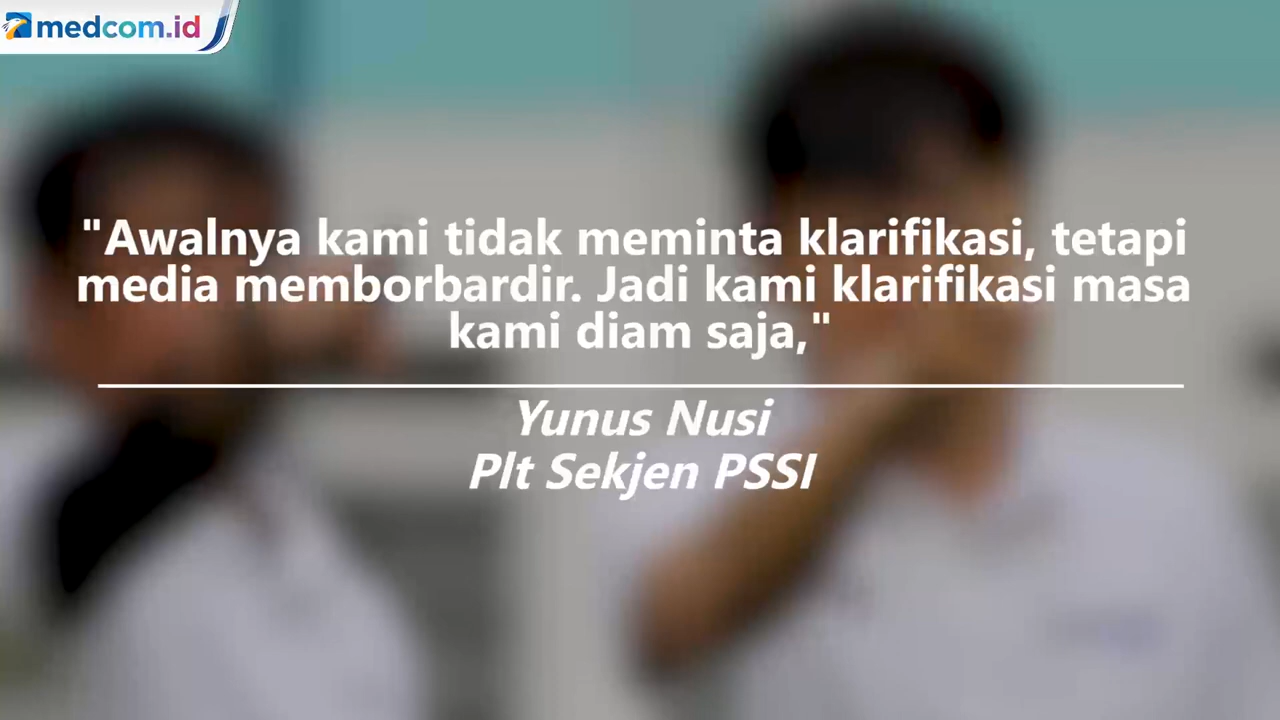 medcom.id
"Awalnya kami tidak meminta klarifikasi, tetapi
media memborbardir. Jadi kami klarifikasi masa
kami diam saja,"
Yunus Nusi
Plt Sekjen PSSI